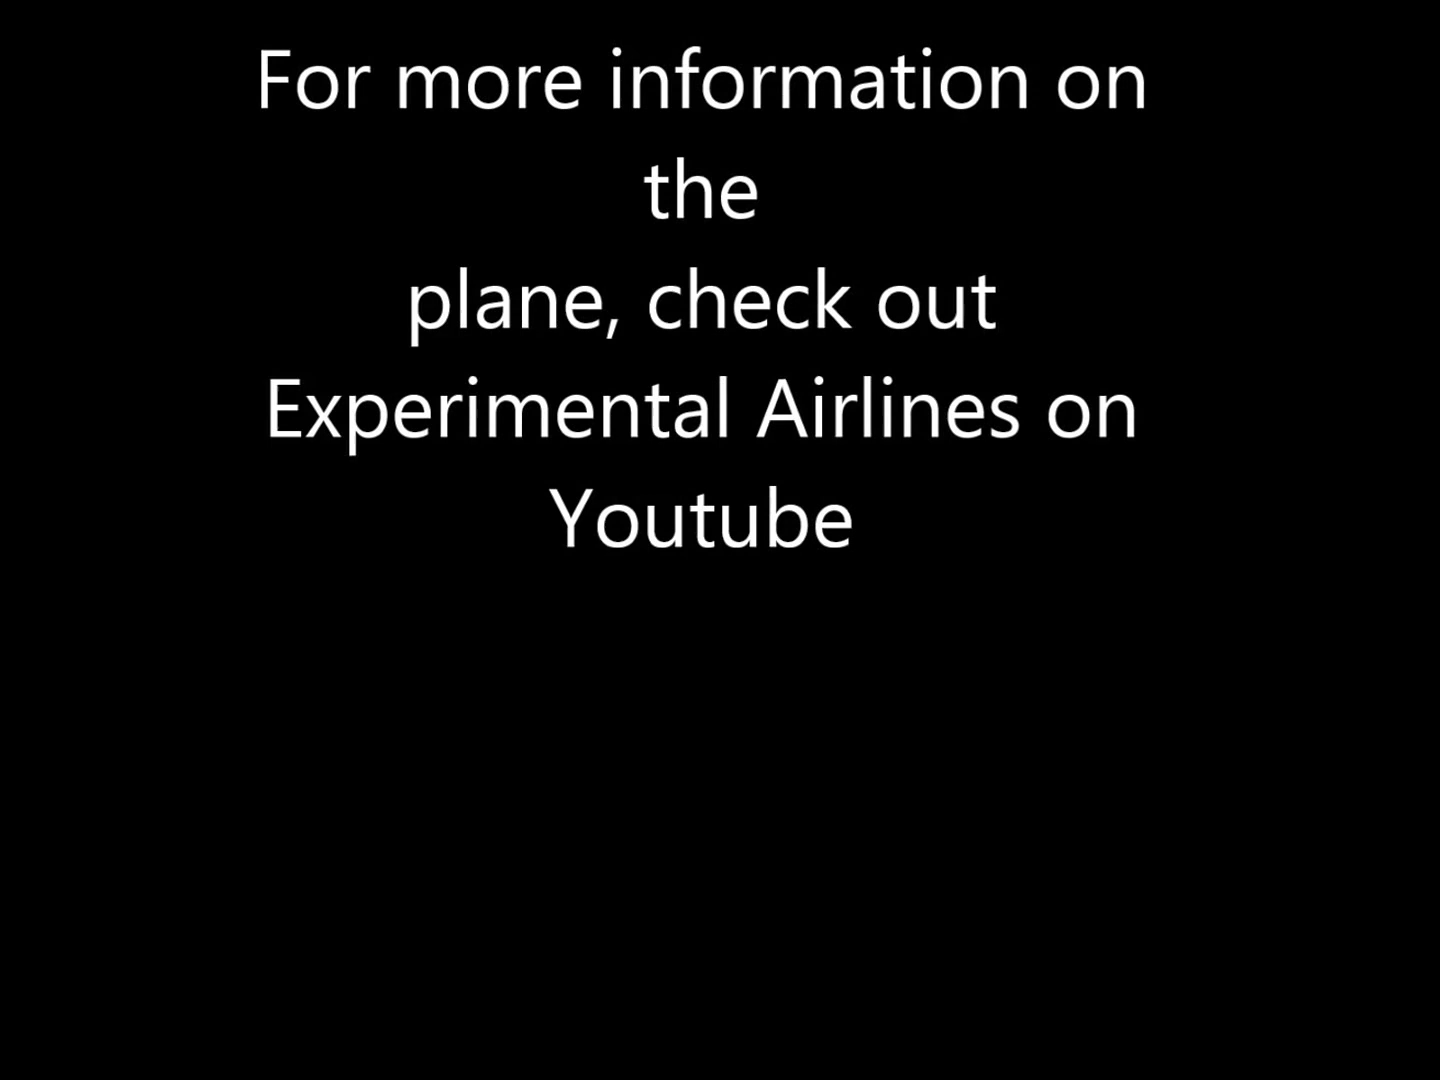 For more information on
the
plane, check out
Experimental Airlines on
Youtube